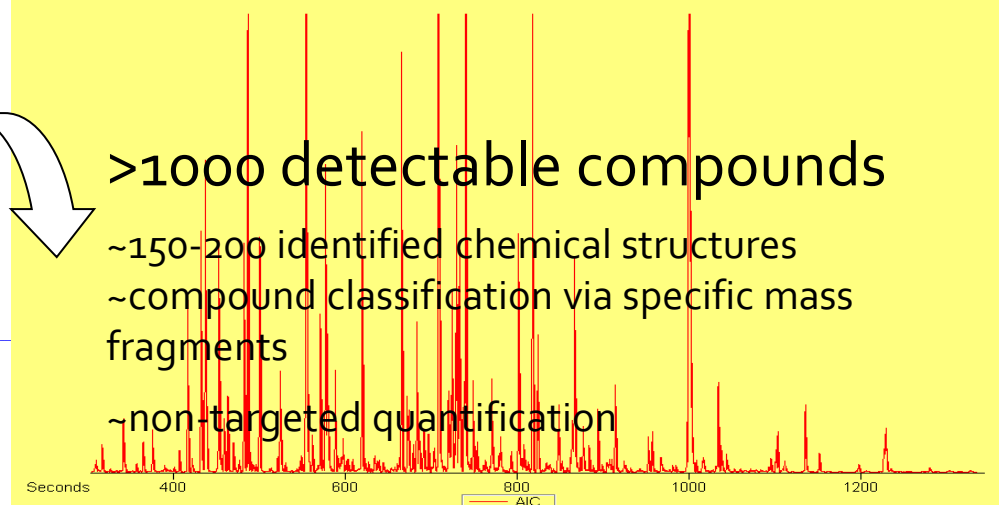 >1000 detectable compounds
~150-200 identified chemical structures
~compound classification via specific mass
fragments
~non-targeted quantification
Seconds 400 600 800 1000 1200
AIC